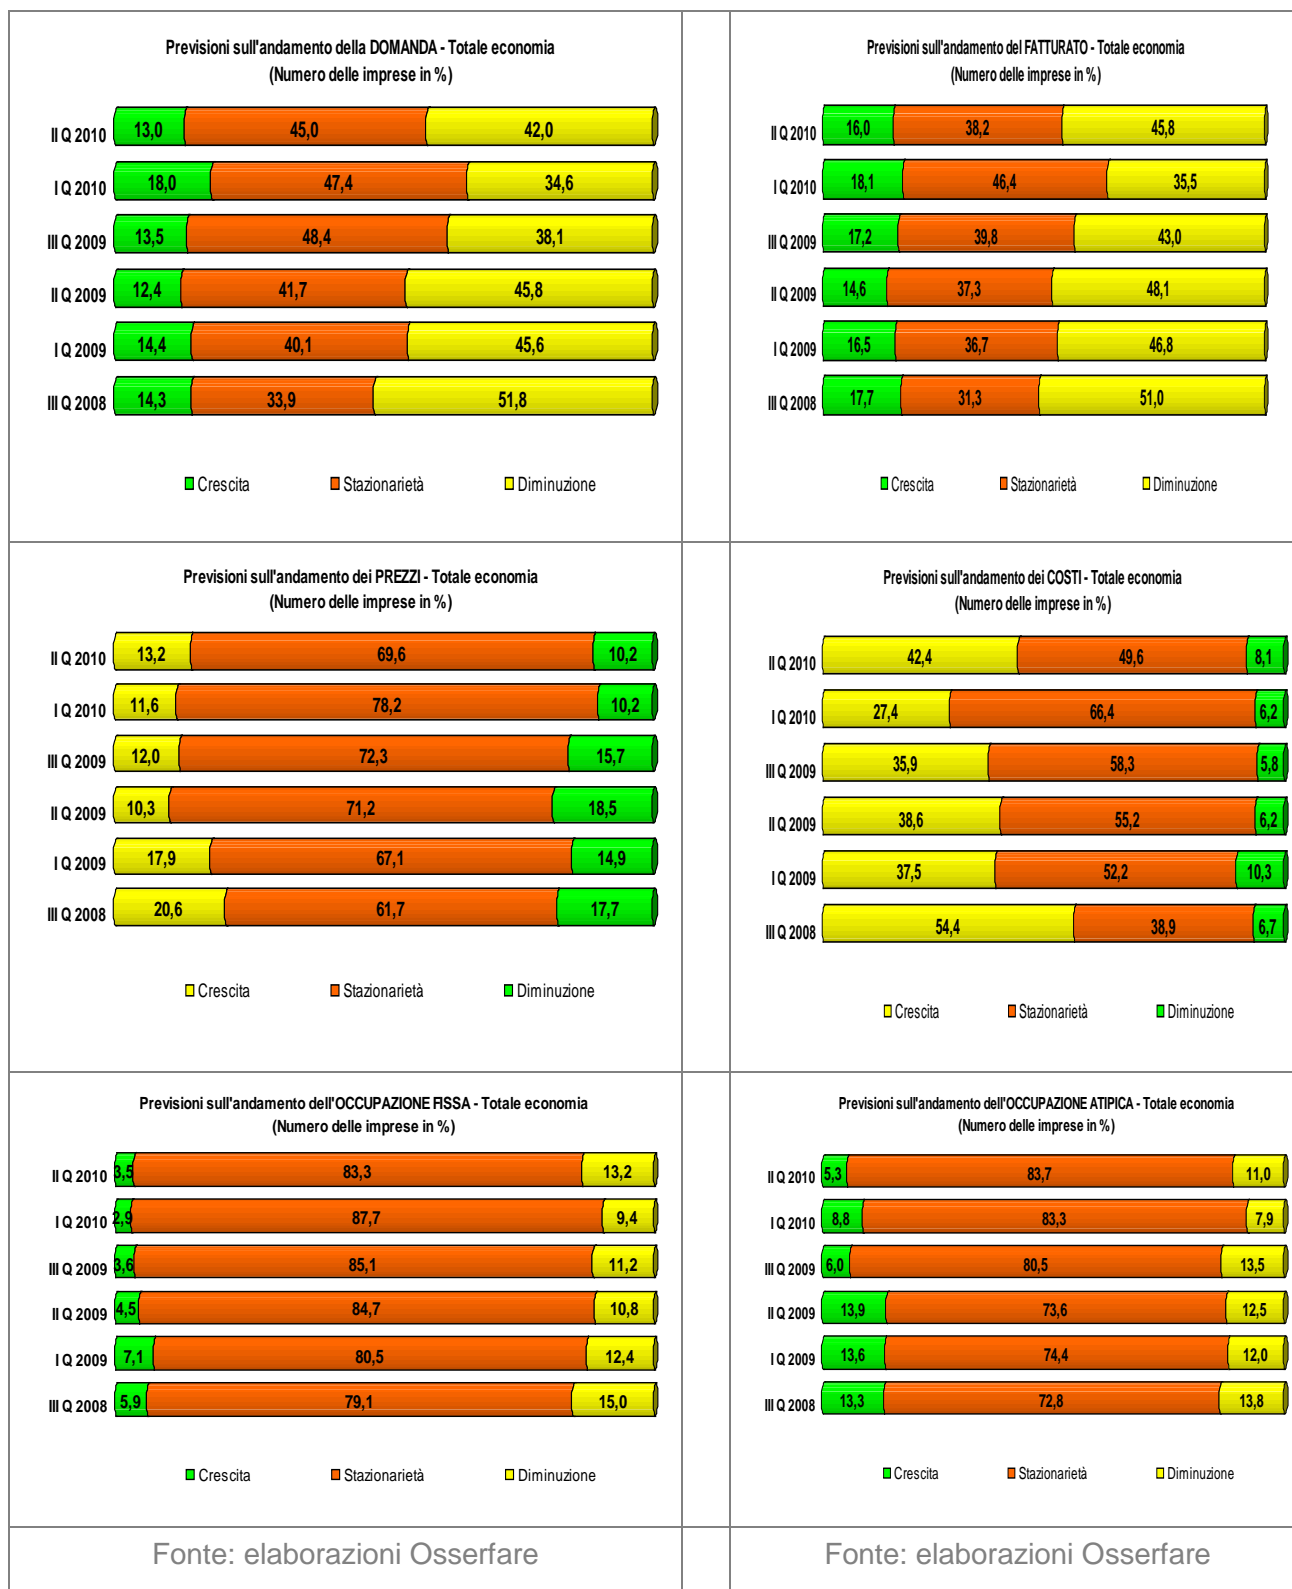 Previsioni sull'andamento della DOMANDA - Totale economia
(Numero delle imprese in %)
II Q 2010 13,0 45,0 42,0
I Q 2010 18,0 47,4 34,6
III Q 2009 13,5 48,4 38,1
II Q 2009 12,4 41,7 45,8
I Q 2009 14,4 40,1 45,6
III Q 2008 14,3 33,9 51,8
Crescita Stazionarietà Diminuzione
Previsioni sull'andamento del FATTURATO - Totale economia
(Numero delle imprese in %)
II Q 2010 16,0 38,2 45,8
I Q 2010 18,1 46,4 35,5
III Q 2009 17,2 39,8 43,0
II Q 2009 14,6 37,3 48,1
I Q 2009 16,5 36,7 46,8
III Q 2008 17,7 31,3 51,0
Crescita Stazionarietà Diminuzione
Previsioni sull'andamento dei PREZZI - Totale economia
(Numero delle imprese in %)
II Q 2010 13,2 69,6 10,2
I Q 2010 11,6 78,2 10,2
III Q 2009 12,0 72,3 15,7
II Q 2009 10,3 71,2 18,5
I Q 2009 17,9 67,1 14,9
III Q 2008 20,6 61,7 17,7
Crescita Stazionarietà Diminuzione
Previsioni sull'andamento dei COSTI - Totale economia
(Numero delle imprese in %)
II Q 2010 42,4 49,6 8,1
I Q 2010 27,4 66,4 6,2
III Q 2009 35,9 58,3 5,8
II Q 2009 38,6 55,2 6,2
I Q 2009 37,5 52,2 10,3
III Q 2008 54,4 38,9 6,7
Crescita Stazionarietà Diminuzione
Previsioni sull'andamento dell'OCCUPAZIONE FISSA - Totale economia
(Numero delle imprese in %)
II Q 2010 3,5 83,3 13,2
I Q 2010 2,9 87,7 9,4
III Q 2009 3,6 85,1 11,2
II Q 2009 4,5 84,7 10,8
I Q 2009 7,1 80,5 12,4
III Q 2008 5,9 79,1 15,0
Crescita Stazionarietà Diminuzione
Previsioni sull'andamento dell'OCCUPAZIONE ATIPICA - Totale economia
(Numero delle imprese in %)
II Q 2010 5,3 83,7 11,0
I Q 2010 8,8 83,3 7,9
III Q 2009 6,0 80,5 13,5
II Q 2009 13,9 73,6 12,5
I Q 2009 13,6 74,4 12,0
III Q 2008 13,3 72,8 13,8
Crescita Stazionarietà Diminuzione
Fonte: elaborazioni Osserfare
Fonte: elaborazioni Osserfare